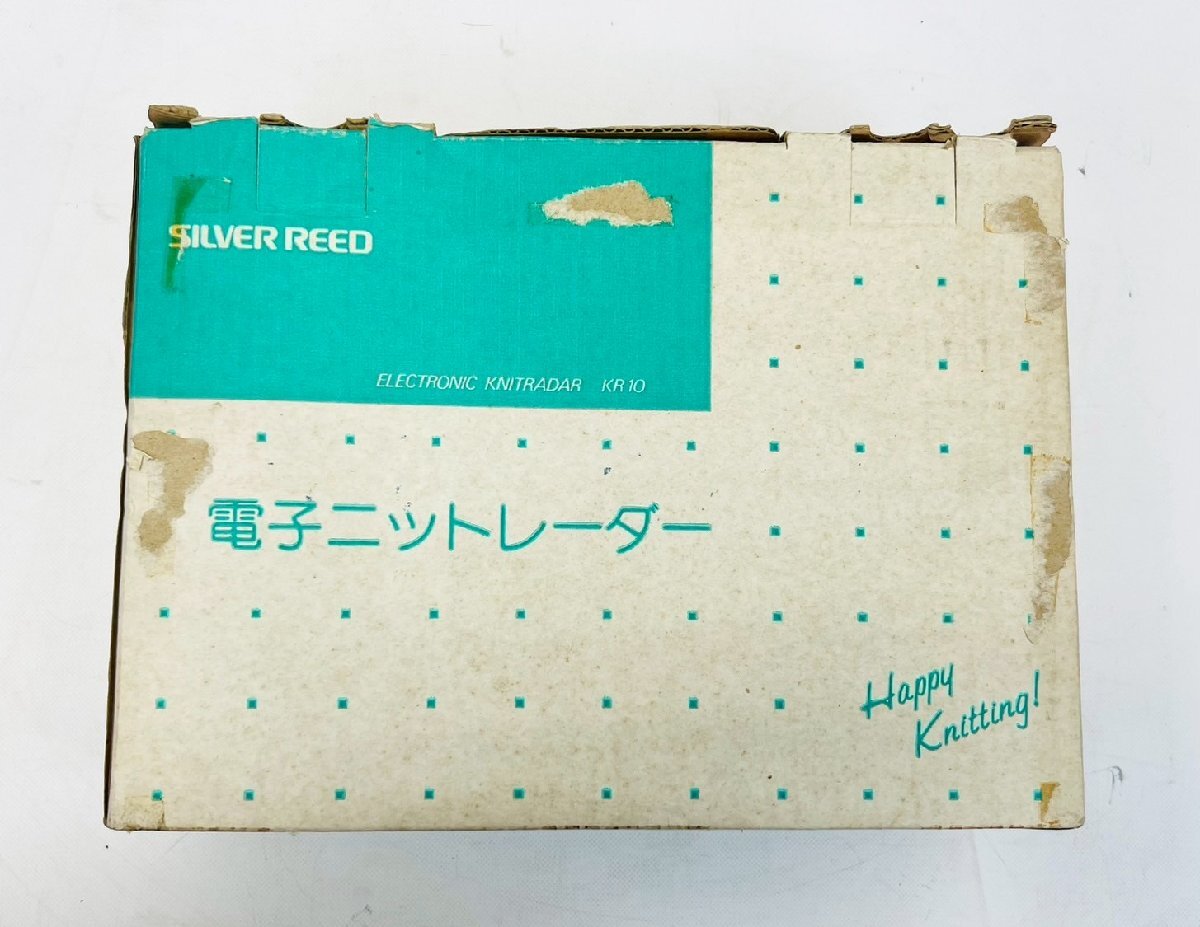 SILVER REED
ELECTRONIC KNITRADAR KR10
電子ニットレーダー
Happy
Knitting!